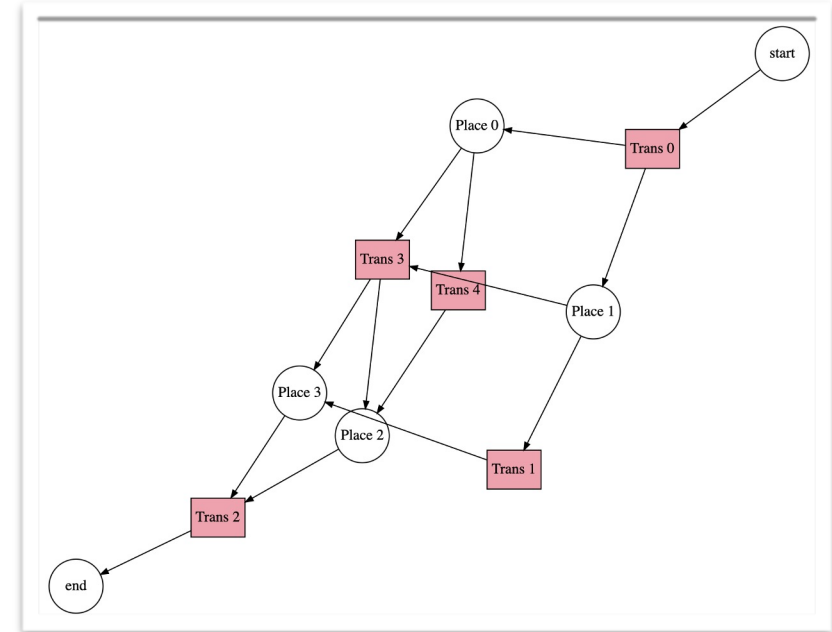 start
Place 0
Trans 0
Trans 3
Trans 4
Place 1
Place 3
Place 2
Trans 1
Trans 2
end